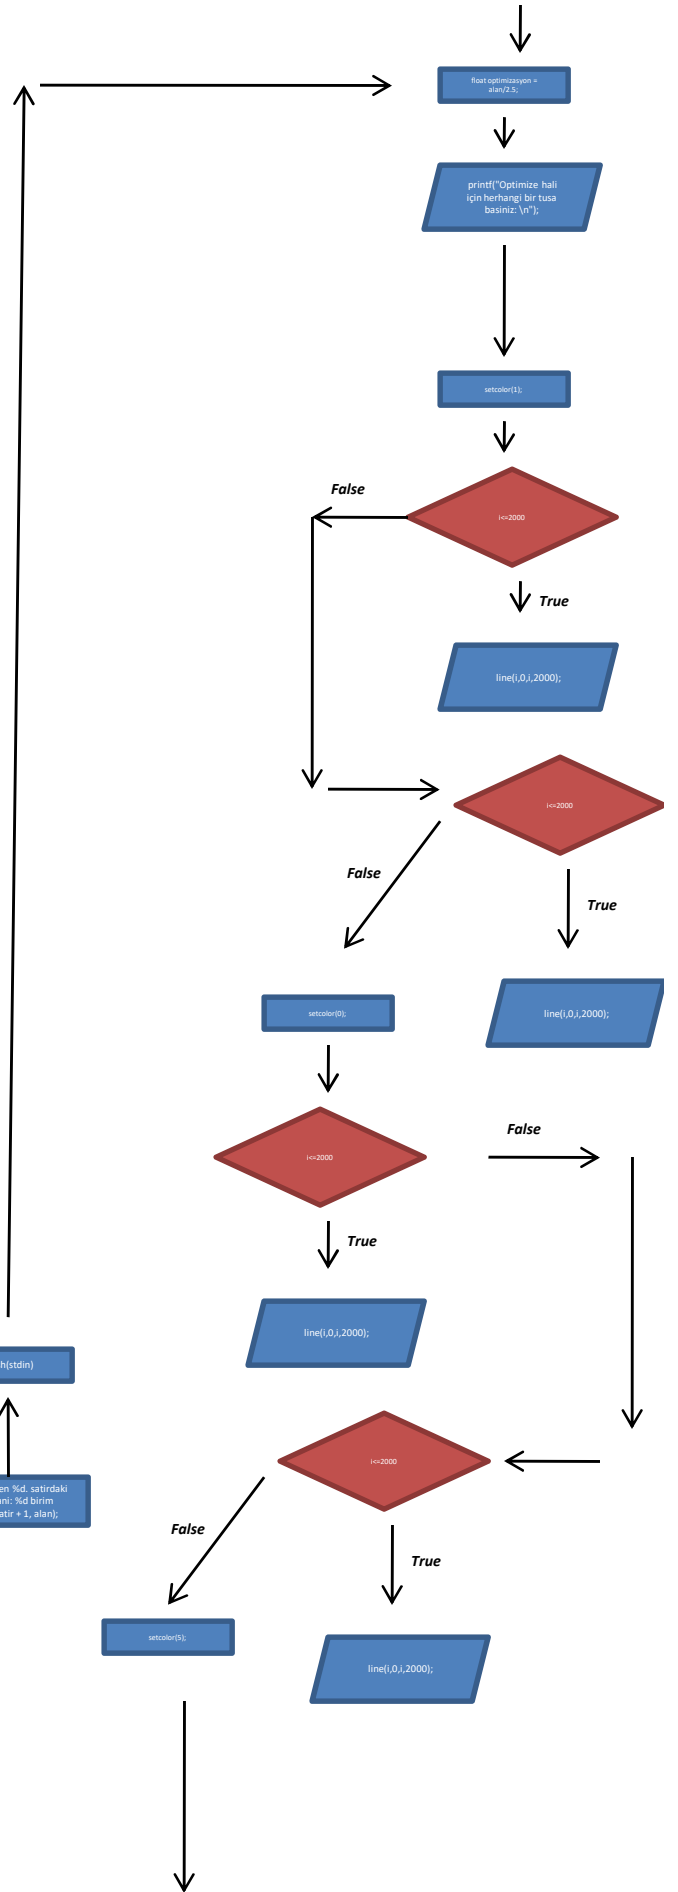 float optimizasyon =
alan/2.5;
printf("Optimize hali
için herhangi bir tusa
basiniz: \n");
setcolor(1);
False
i<=2000
True
line(i,0,i,2000);
i<=2000
False
True
setcolor(0);
line(i,0,i,2000);
False
i<=2000
True
line(i,0,i,2000);
h(stdin)
i<=2000
en %d. satirdaki
ni: %d birim
atir + 1, alan);
False
True
setcolor(5);
line(i,0,i,2000);